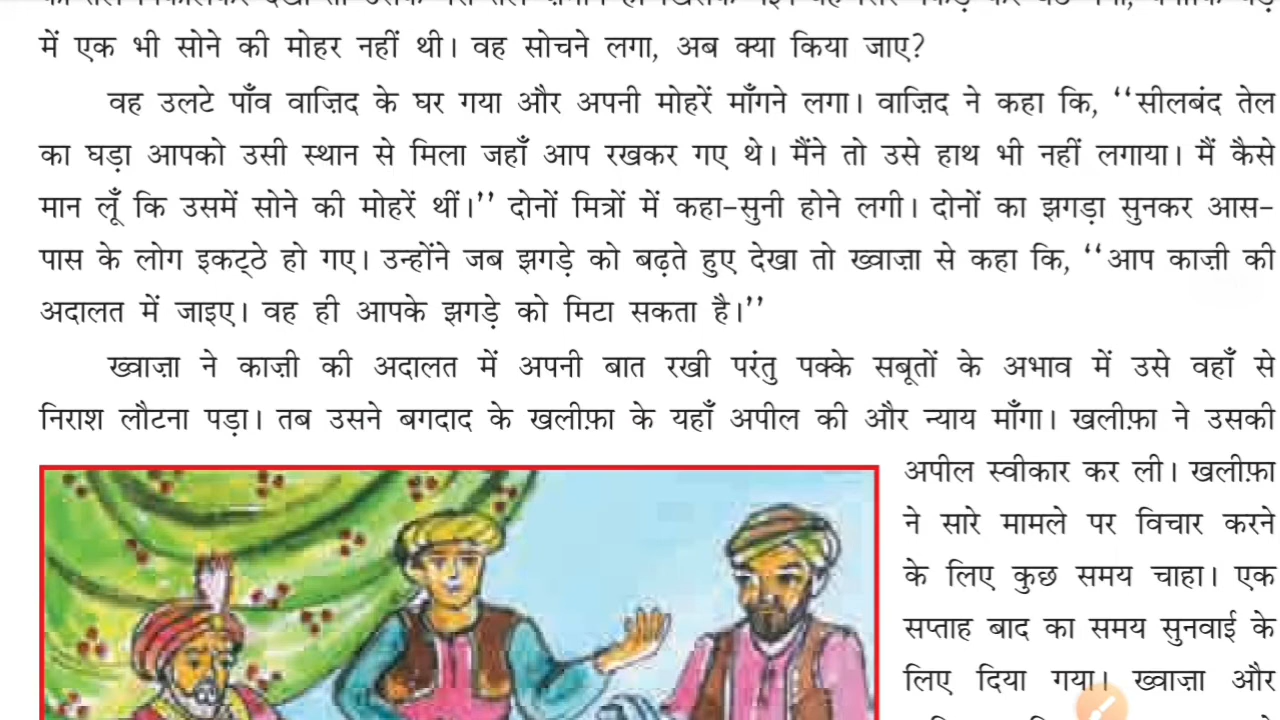 में एक भी सोने की मोहर नहीं थी। वह सोचने लगा, अब क्या किया जाए?
वह उलटे पाँव वाज़िद के घर गया और अपनी मोहरें माँगने लगा। वाज़िद ने कहा कि, ‘‘सीलबंद तेल
का घड़ा आपको उसी स्थान से मिला जहाँ आप रखकर गए थे। मैंने तो उसे हाथ भी नहीं लगाया। मैं कैसे
मान लूँ कि उसमें सोने की मोहरें थीं।’’ दोनों मित्रों में कहा-सुनी होने लगी। दोनों का झगड़ा सुनकर आस-
पास के लोग इकट्ठे हो गए। उन्होंने जब झगड़े को बढ़ते हुए देखा तो ख्वाज़ा से कहा कि, ‘‘आप काज़ी की
अदालत में जाइए। वह ही आपके झगड़े को मिटा सकता है।’’
ख्वाज़ा ने काज़ी की अदालत में अपनी बात रखी परंतु पक्के सबूतों के अभाव में उसे वहाँ से
निराश लौटना पड़ा। तब उसने बगदाद के खलीफ़ा के यहाँ अपील की और न्याय माँगा। खलीफ़ा ने उसकी
अपील स्वीकार कर ली। खलीफ़ा
ने सारे मामले पर विचार करने
के लिए कुछ समय चाहा। एक
सप्ताह बाद का समय सुनवाई के
लिए दिया गया। ख्वाज़ा और